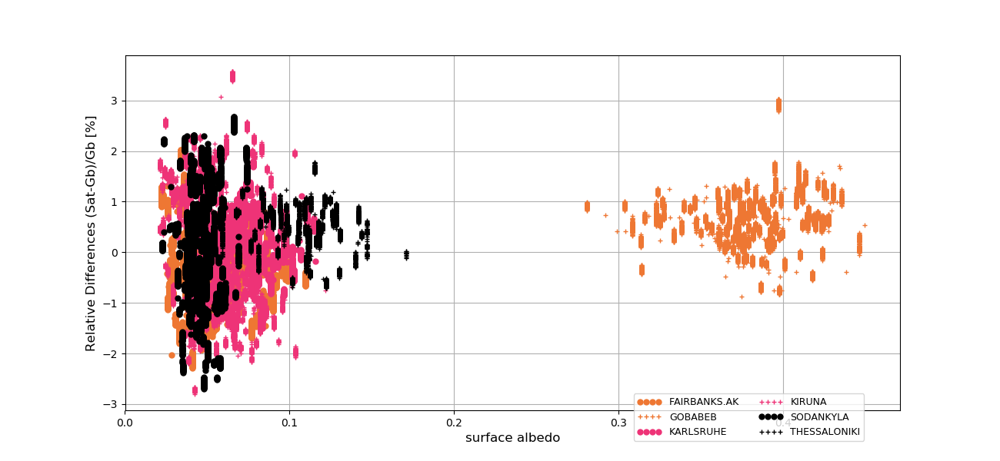 Relative Differences (Sat-Gb)/Gb [%]
3
2
1
0
−1
−2
−3
0.0 0.1 0.2 0.3 0.4
surface albedo
FAIRBANKS.AK KIRUNA
GOBABEB SODANKYLA
KARLSRUHE THESSALONIKI